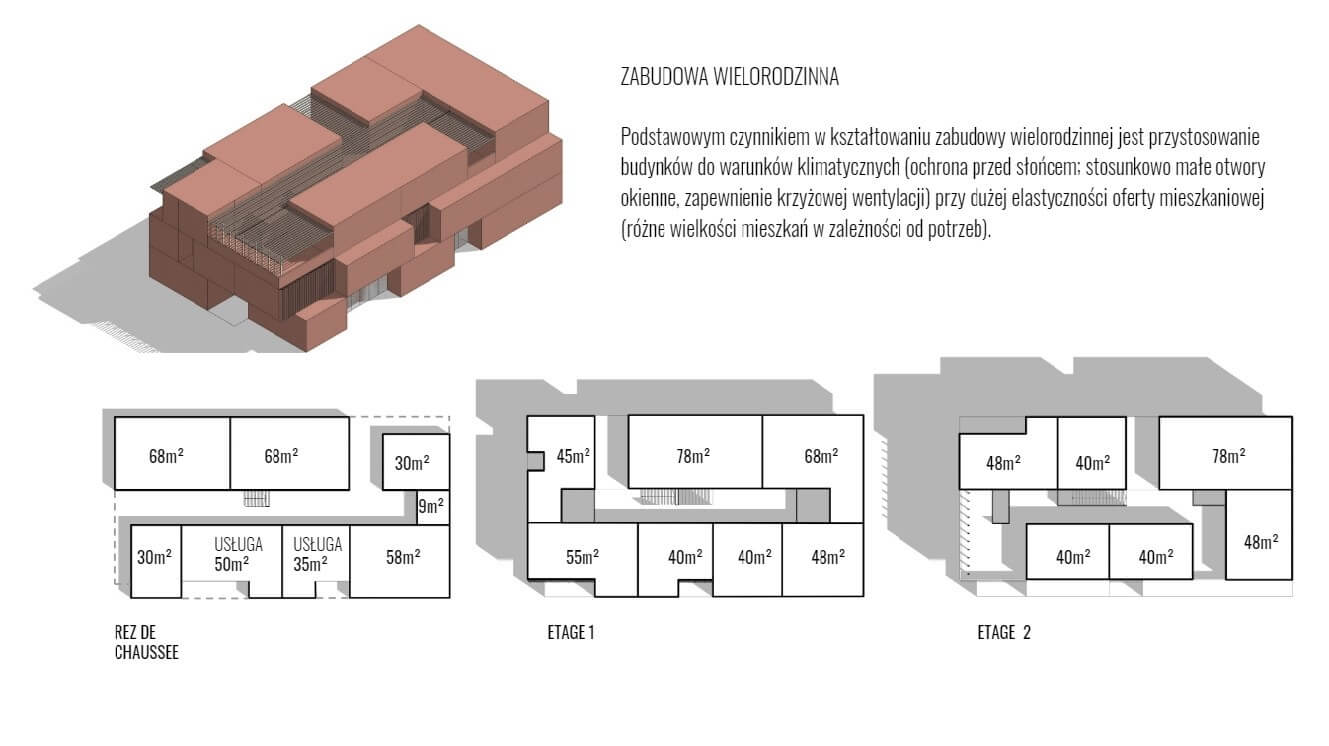 ZABUDOWA WIELORODZINNA
Podstawowym czynnikiem w kształtowaniu zabudowy wielorodzinnej jest przystosowanie
budynków do warunków klimatycznych (ochrona przed słońcem; stosunkowo małe otwory
okienne, zapewnienie krzyżowej wentylacji) przy dużej elastyczności oferty mieszkaniowej
(różne wielkości mieszkań w zależności od potrzeb).
68m²
68m²
30m²
9m²
30m²
USŁUGA
50m²
USŁUGA
35m²
58m²
REZ DE
CHAUSSEE
45m²
78m²
68m²
55m²
40m²
40m²
48m²
ETAGE 1
48m²
40m²
78m²
40m²
40m²
48m²
ETAGE 2